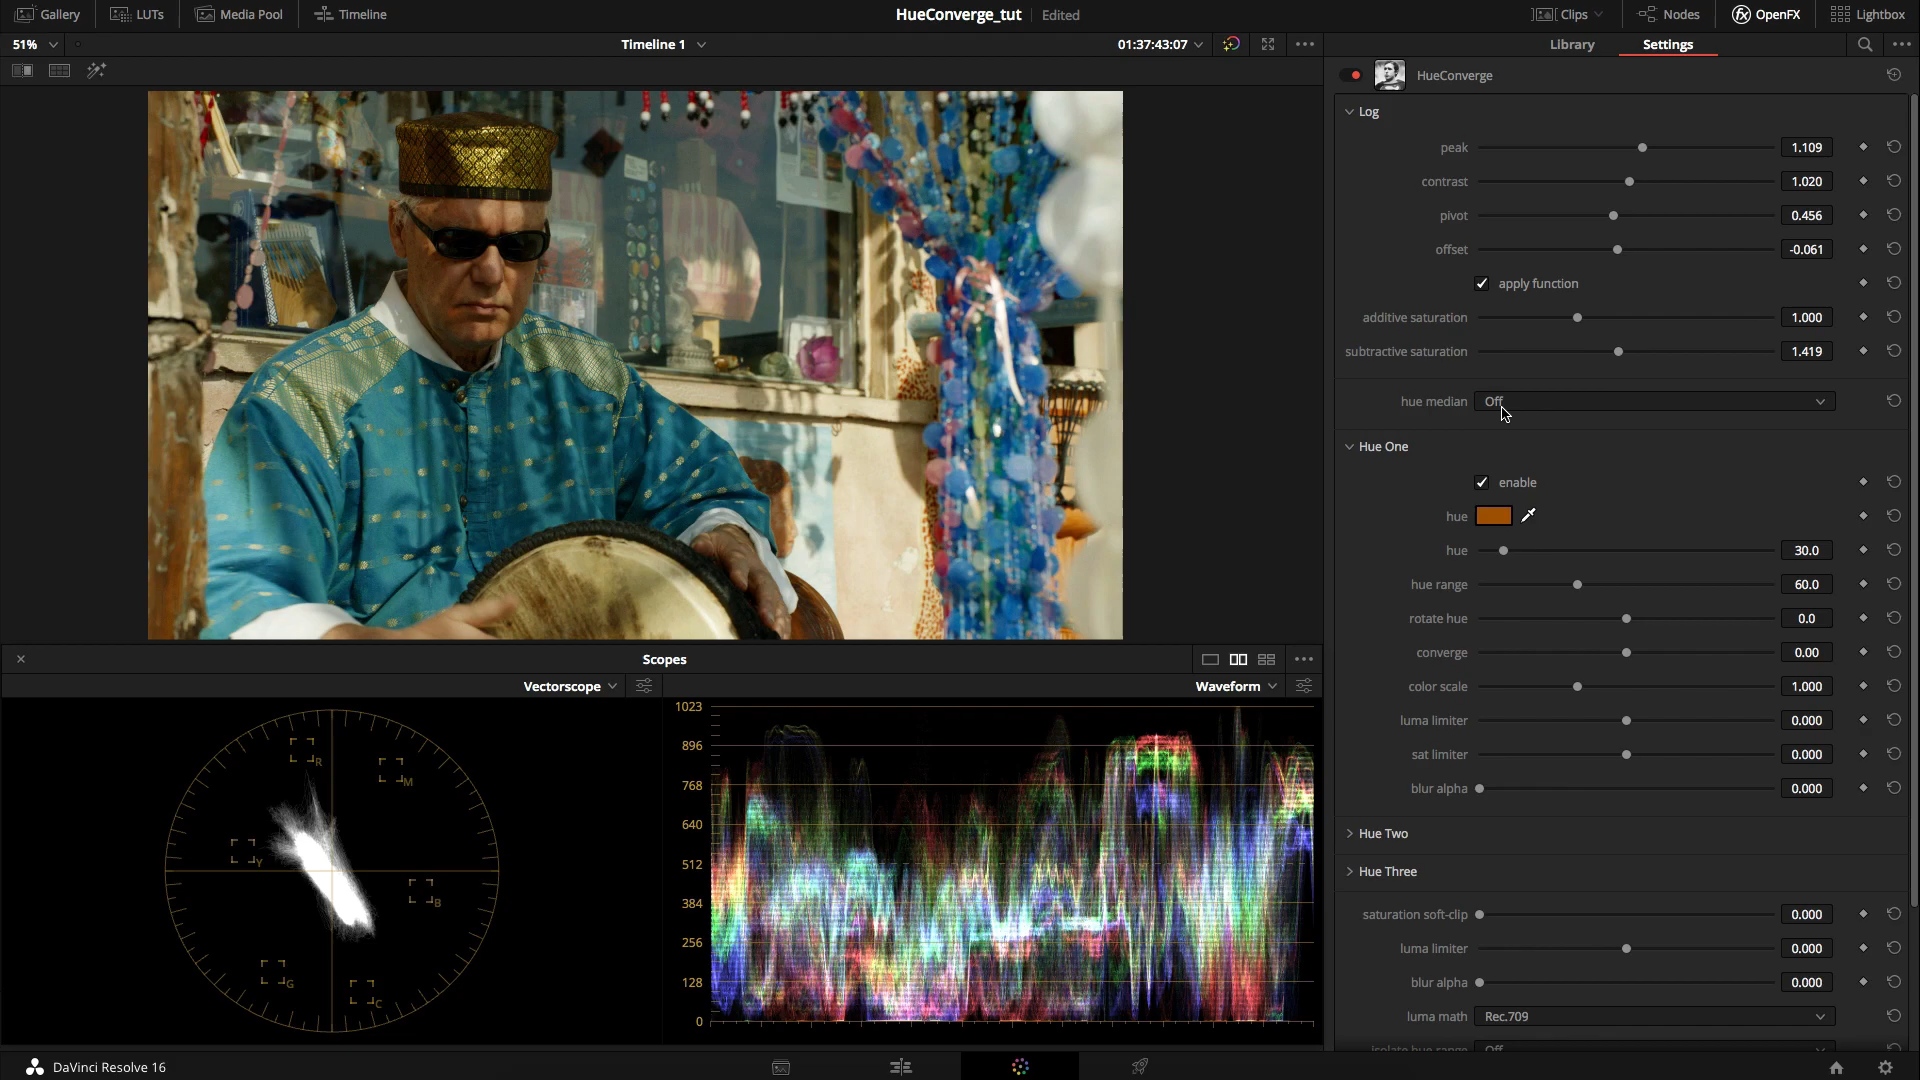 Gallery LUTs Media Pool Timeline HueConverge_tut Edited Clips Nodes fx OpenFX Lightbox
51% Timeline 1 01:37:43:07 Library Settings
HueConverge
Log
peak 1.109
contrast 1.020
pivot 0.456
offset -0.061
apply function
additive saturation 1.000
subtractive saturation 1.419
hue median Off
Hue One
enable
hue
hue 30.0
hue range 60.0
rotate hue 0.0
converge 0.00
color scale 1.000
luma limiter 0.000
sat limiter 0.000
blur alpha 0.000
Hue Two
Hue Three
saturation soft-clip 0.000
luma limiter 0.000
blur alpha 0.000
luma math Rec.709
isolate hue range Off
Scopes
Vectorscope Waveform
R
M
Y
B
G
C
1023
896
768
640
512
384
256
128
0
DaVinci Resolve 16